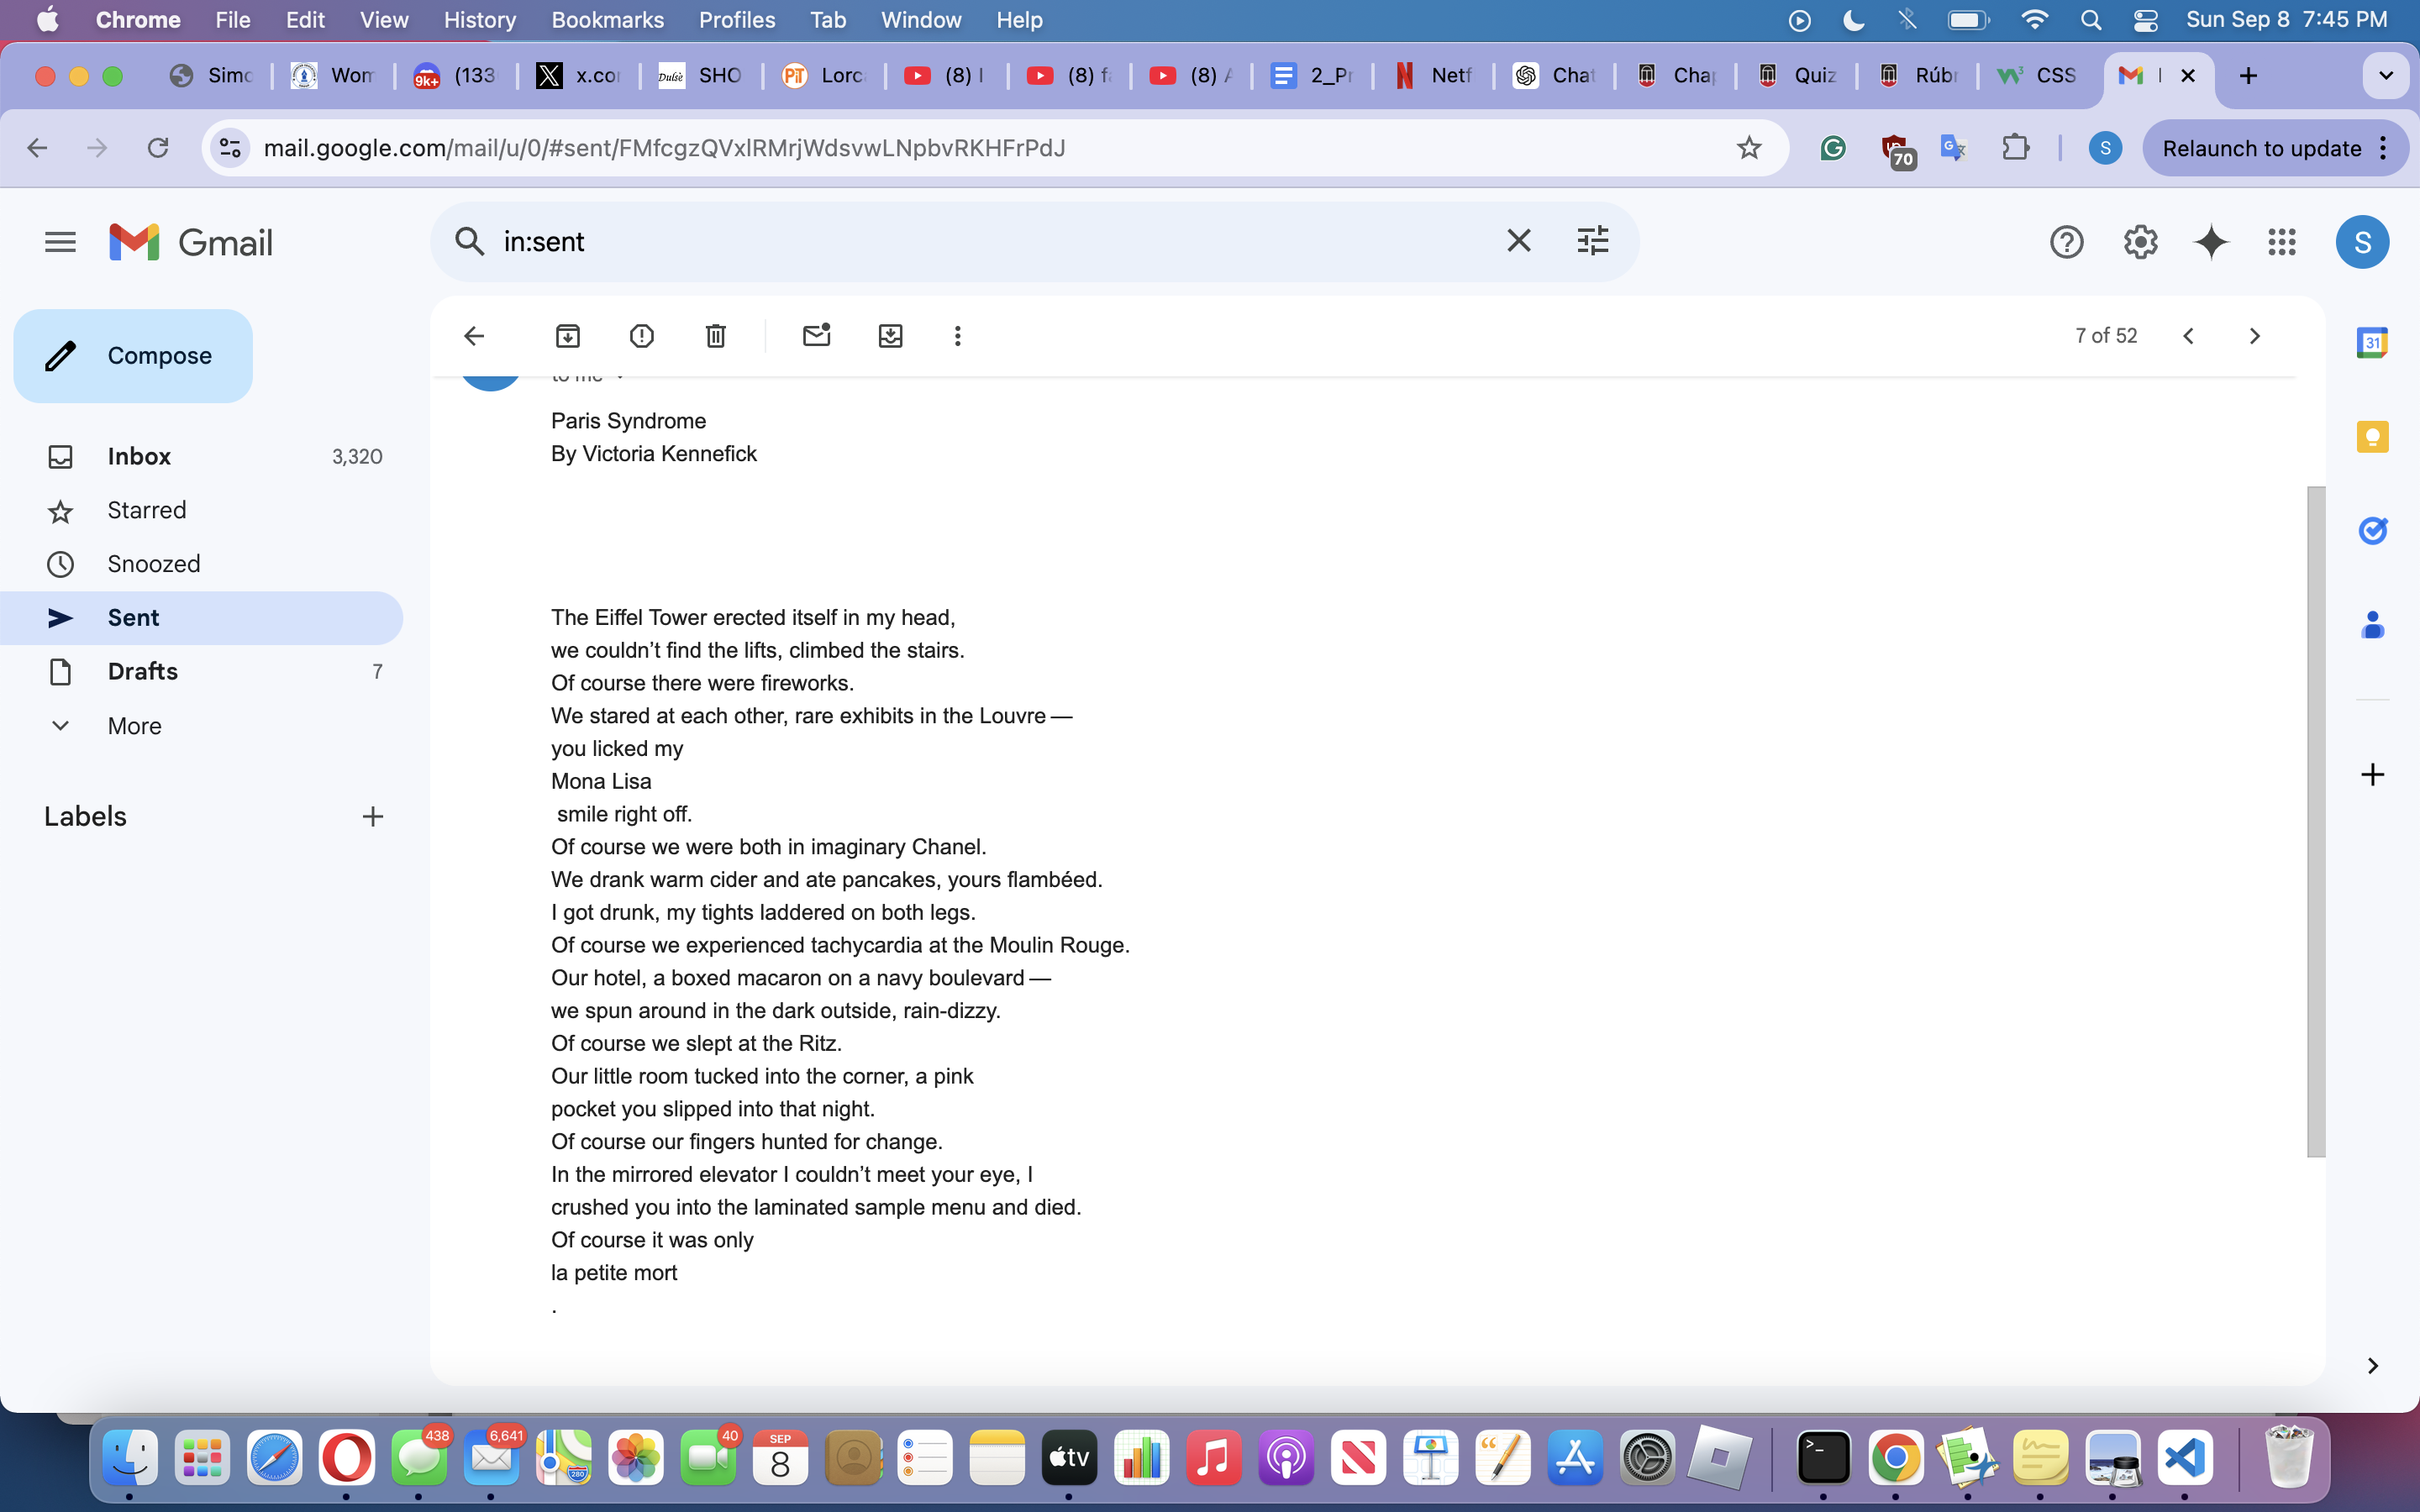 Chrome File Edit View History Bookmarks Profiles Tab Window Help Sun Sep 8 7:45 PM
Simc Wom 9k+ (133 x.co Dulsè SHO PiT Lorc (8) (8) f (8) 2_Pr Netf Chat Cha Quiz Rúbr CSS
mail.google.com/mail/u/0/#sent/FMfcgzQVxlRMrjWdsvwLNpbvRKHFrPdJ 70 S Relaunch to update
Gmail in:sent S
Compose
7 of 52
to me
31
Paris Syndrome
By Victoria Kennefick
Inbox 3,320
Starred
Snoozed
Sent
Drafts 7
More
Labels
The Eiffel Tower erected itself in my head,
we couldn’t find the lifts, climbed the stairs.
Of course there were fireworks.
We stared at each other, rare exhibits in the Louvre —
you licked my
Mona Lisa
smile right off.
Of course we were both in imaginary Chanel.
We drank warm cider and ate pancakes, yours flambéed.
I got drunk, my tights laddered on both legs.
Of course we experienced tachycardia at the Moulin Rouge.
Our hotel, a boxed macaron on a navy boulevard —
we spun around in the dark outside, rain-dizzy.
Of course we slept at the Ritz.
Our little room tucked into the corner, a pink
pocket you slipped into that night.
Of course our fingers hunted for change.
In the mirrored elevator I couldn’t meet your eye, I
crushed you into the laminated sample menu and died.
Of course it was only
la petite mort
.
438 6,641 280 40 SEP 8 tv